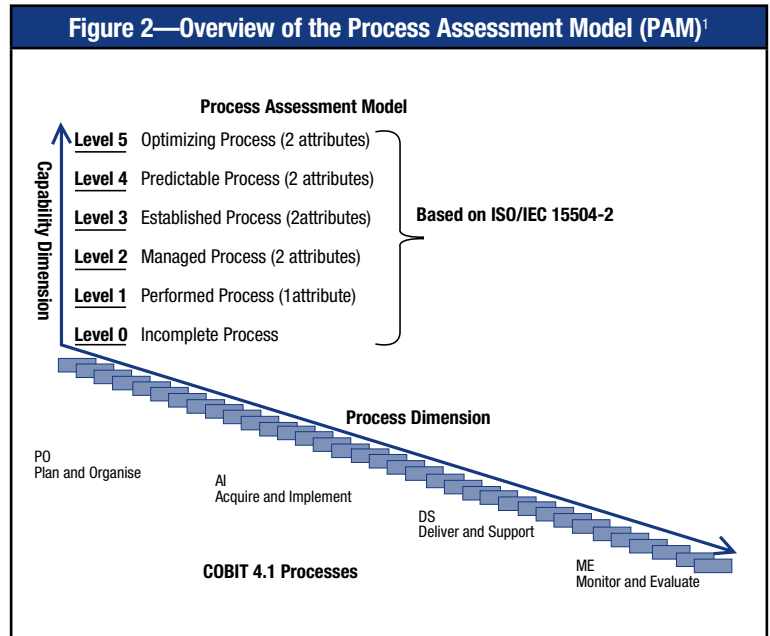 Figure 2—Overview of the Process Assessment Model (PAM)1
Process Assessment Model
Capability Dimension
Level 5 Optimizing Process (2 attributes)
Level 4 Predictable Process (2 attributes)
Level 3 Established Process (2attributes)
Level 2 Managed Process (2 attributes)
Level 1 Performed Process (1attribute)
Level 0 Incomplete Process
Based on ISO/IEC 15504-2
Process Dimension
PO
Plan and Organise
AI
Acquire and Implement
DS
Deliver and Support
ME
Monitor and Evaluate
COBIT 4.1 Processes